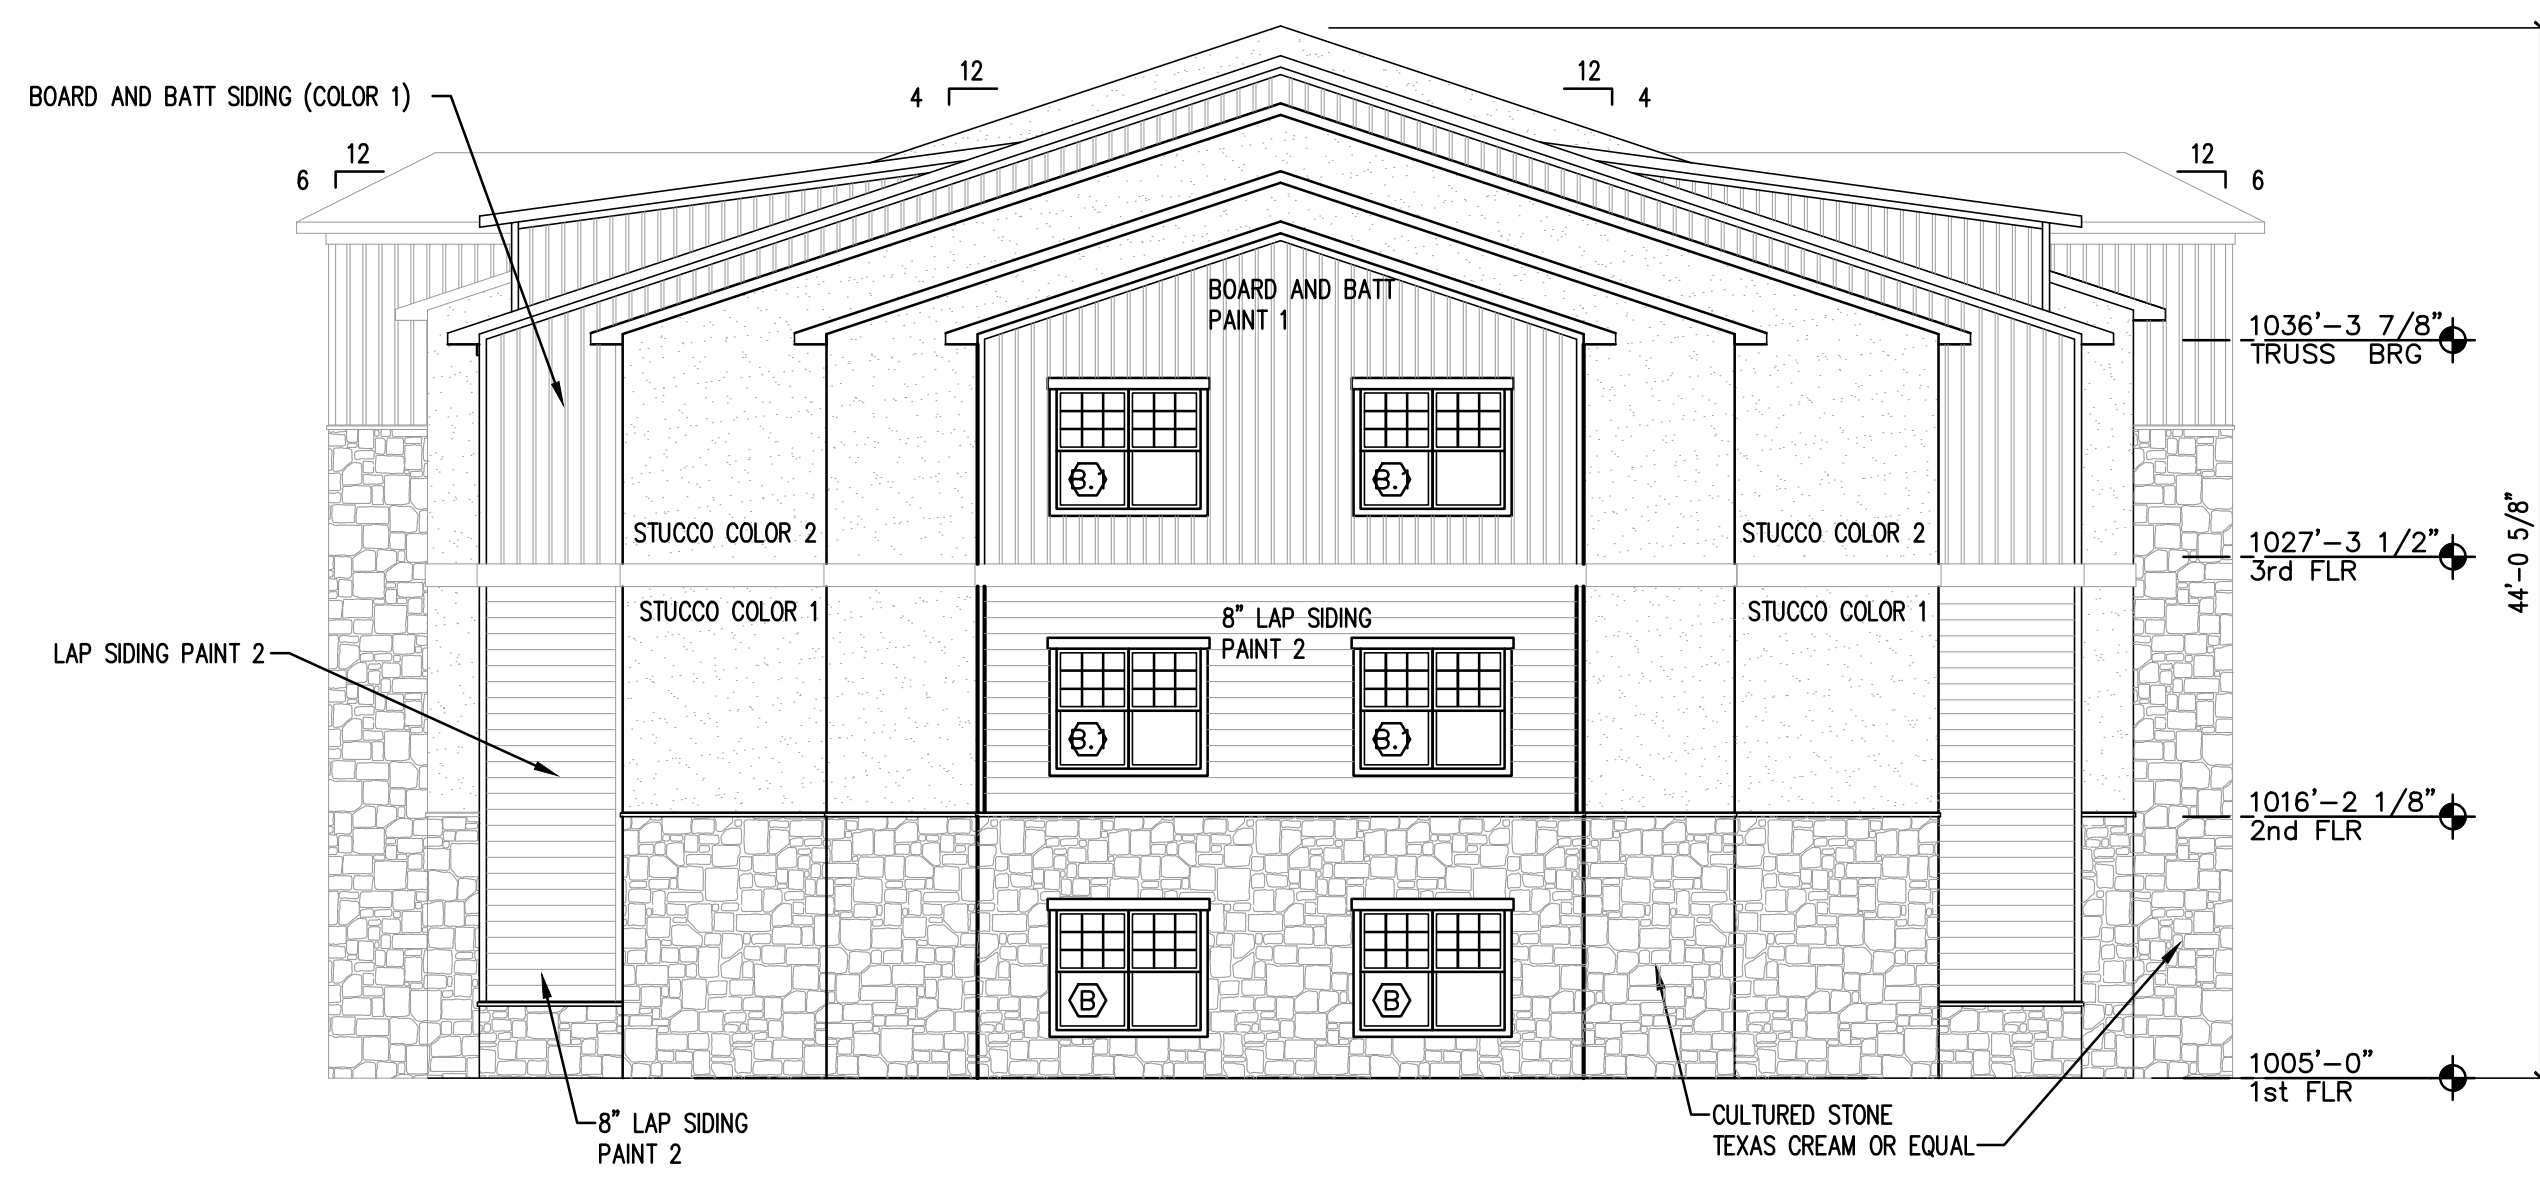 12
12
4
4
BOARD AND BATT SIDING (COLOR 1)
12
6
12
6
BOARD AND BATT
PAINT 1
1036'-3 7/8"
TRUSS BRG
B.1
B.1
STUCCO COLOR 2
STUCCO COLOR 2
1027'-3 1/2"
3rd FLR
44'-0 5/8"
STUCCO COLOR 1
8" LAP SIDING
PAINT 2
STUCCO COLOR 1
LAP SIDING PAINT 2
B.1
B.1
1016'-2 1/8"
2nd FLR
B
B
1005'-0"
1st FLR
8" LAP SIDING
PAINT 2
CULTURED STONE
TEXAS CREAM OR EQUAL